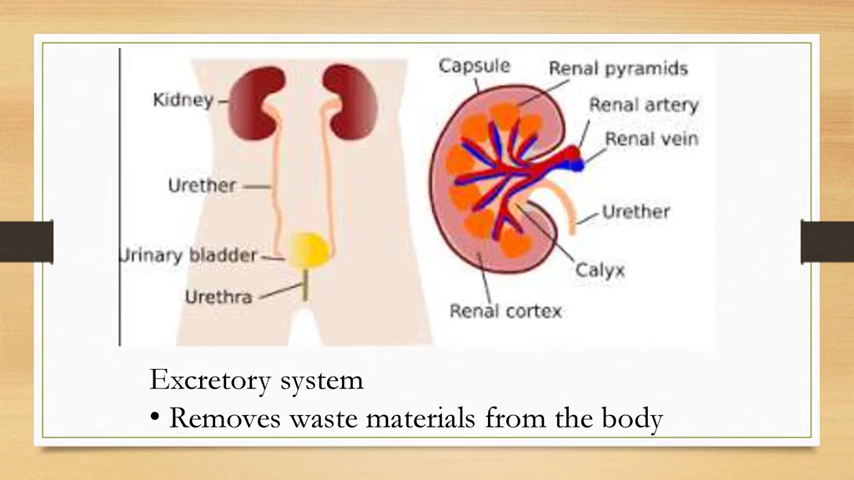 Capsule
Renal pyramids
Kidney
Renal artery
Renal vein
Urether
Urether
Urinary bladder
Calyx
Urethra
Renal cortex
Excretory system
• Removes waste materials from the body